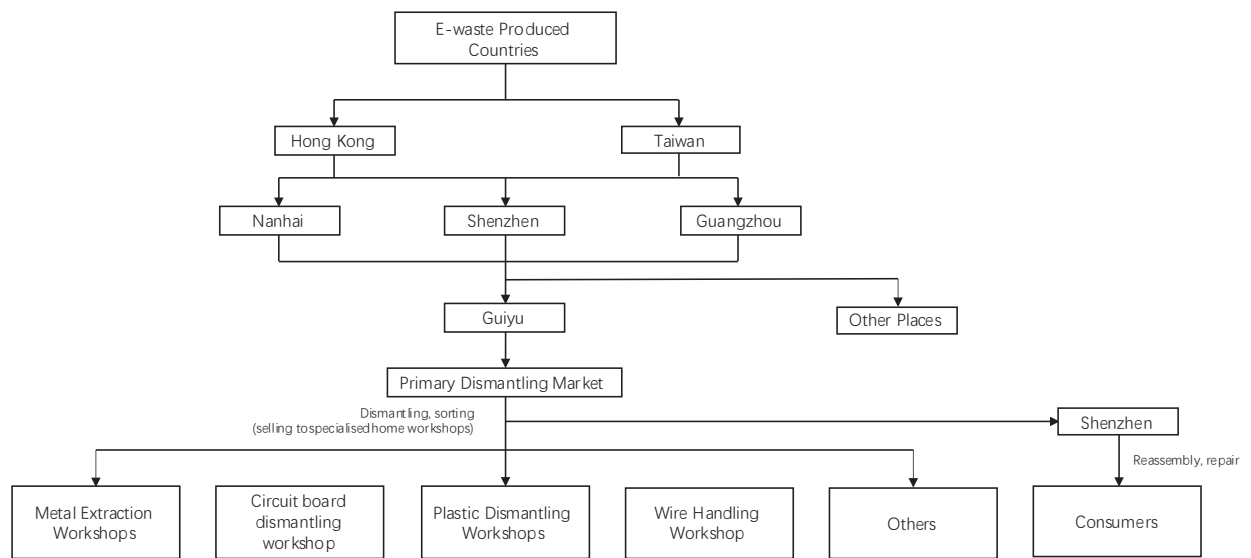 E-waste Produced
Countries
Hong Kong
Taiwan
Nanhai
Shenzhen
Guangzhou
Guiyu
Other Places
Primary Dismantling Market
Dismantling, sorting
(selling to specialised home workshops)
Shenzhen
Reassembly, repair
Metal Extraction
Workshops
Circuit board
dismantling
workshop
Plastic Dismantling
Workshops
Wire Handling
Workshop
Others
Consumers